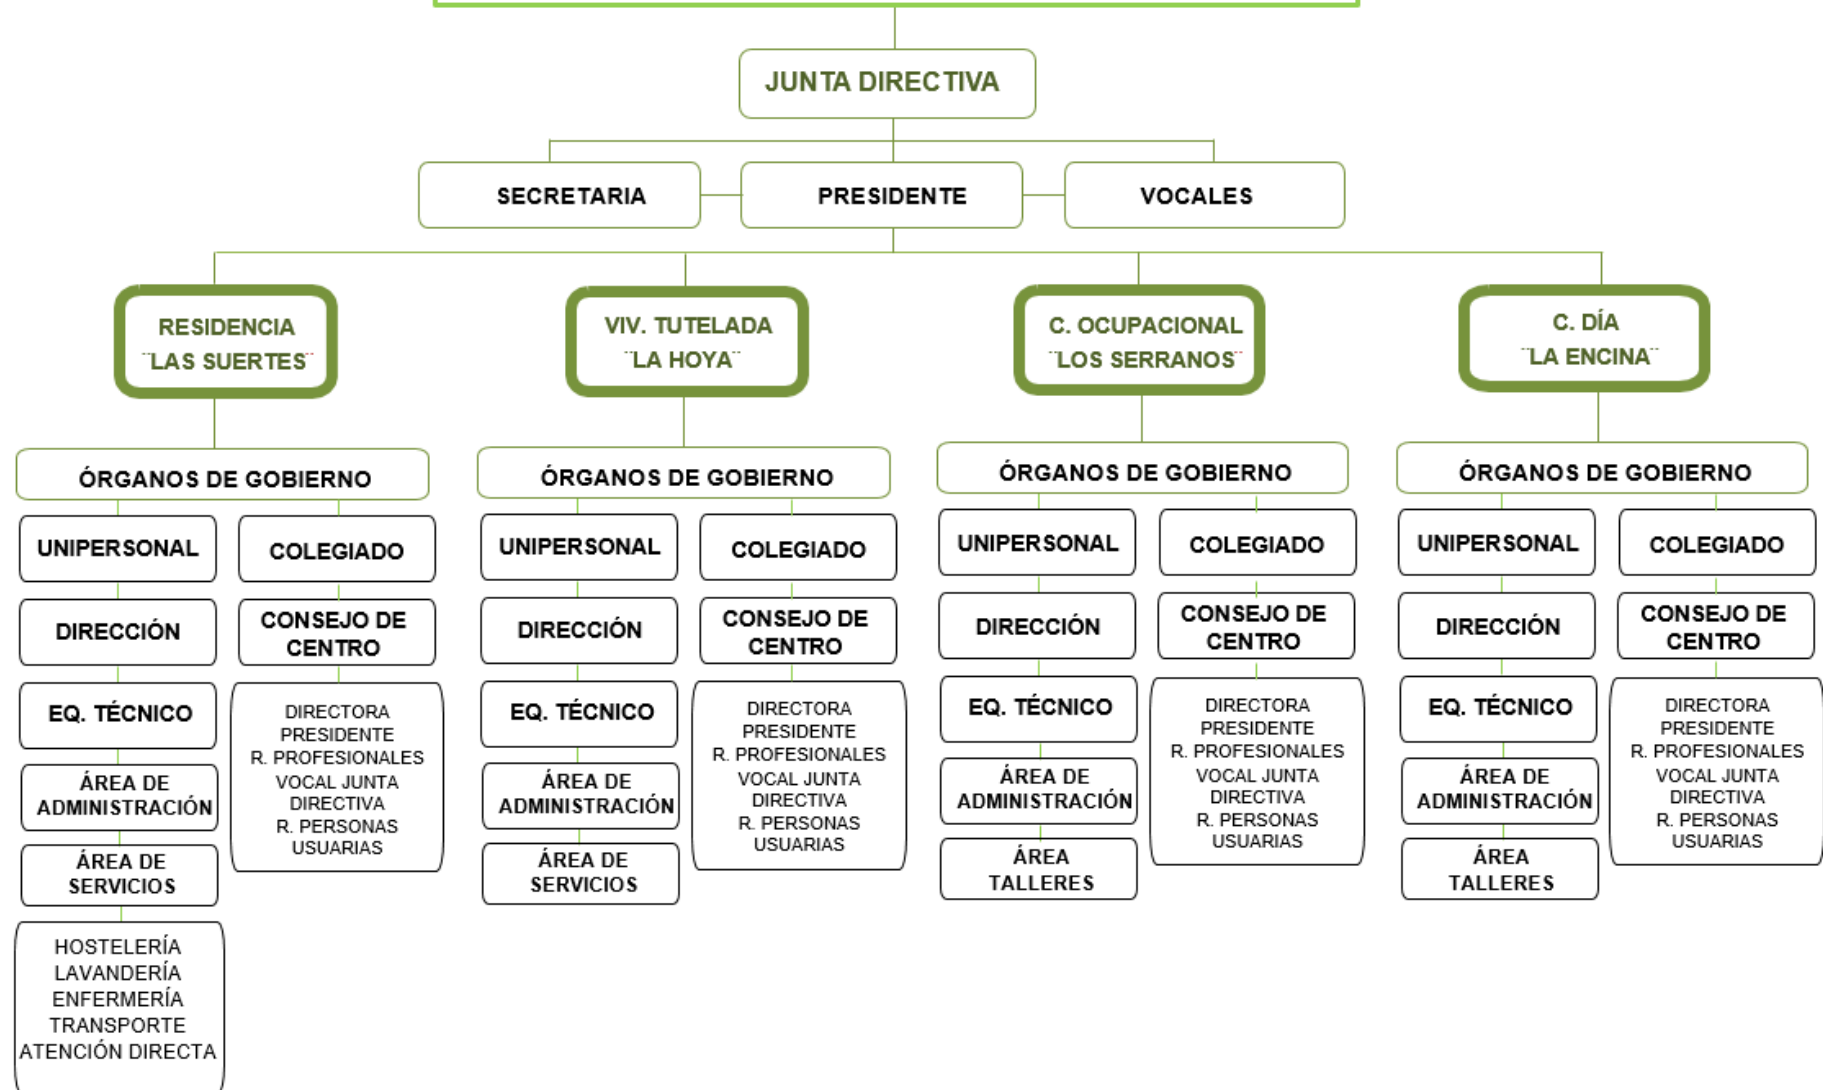 JUNTA DIRECTIVA
SECRETARIA
PRESIDENTE
VOCALES
RESIDENCIA
¨LAS SUERTES¨
VIV. TUTELADA
¨LA HOYA¨
C. OCUPACIONAL
¨LOS SERRANOS¨
C. DÍA
¨LA ENCINA¨
ÓRGANOS DE GOBIERNO
UNIPERSONAL
DIRECCIÓN
EQ. TÉCNICO
ÁREA DE
ADMINISTRACIÓN
ÁREA DE
SERVICIOS
HOSTELERÍA
LAVANDERÍA
ENFERMERÍA
TRANSPORTE
ATENCIÓN DIRECTA
COLEGIADO
CONSEJO DE
CENTRO
DIRECTORA
PRESIDENTE
R. PROFESIONALES
VOCAL JUNTA
DIRECTIVA
R. PERSONAS
USUARIAS
ÓRGANOS DE GOBIERNO
UNIPERSONAL
DIRECCIÓN
EQ. TÉCNICO
ÁREA DE
ADMINISTRACIÓN
ÁREA DE
SERVICIOS
COLEGIADO
CONSEJO DE
CENTRO
DIRECTORA
PRESIDENTE
R. PROFESIONALES
VOCAL JUNTA
DIRECTIVA
R. PERSONAS
USUARIAS
ÓRGANOS DE GOBIERNO
UNIPERSONAL
DIRECCIÓN
EQ. TÉCNICO
ÁREA DE
ADMINISTRACIÓN
ÁREA
TALLERES
COLEGIADO
CONSEJO DE
CENTRO
DIRECTORA
PRESIDENTE
R. PROFESIONALES
VOCAL JUNTA
DIRECTIVA
R. PERSONAS
USUARIAS
ÓRGANOS DE GOBIERNO
UNIPERSONAL
DIRECCIÓN
EQ. TÉCNICO
ÁREA DE
ADMINISTRACIÓN
ÁREA
TALLERES
COLEGIADO
CONSEJO DE
CENTRO
DIRECTORA
PRESIDENTE
R. PROFESIONALES
VOCAL JUNTA
DIRECTIVA
R. PERSONAS
USUARIAS